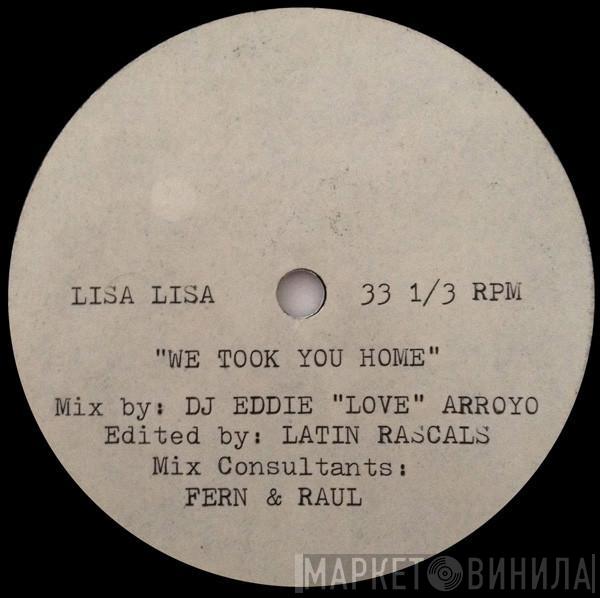 LISA LISA 33 1/3 RPM
"WE TOOK YOU HOME"
Mix by: DJ EDDIE "LOVE" ARROYO
Edited by: LATIN RASCALS
Mix Consultants:
FERN & RAUL
МАРКЕТ ВИНИЛА